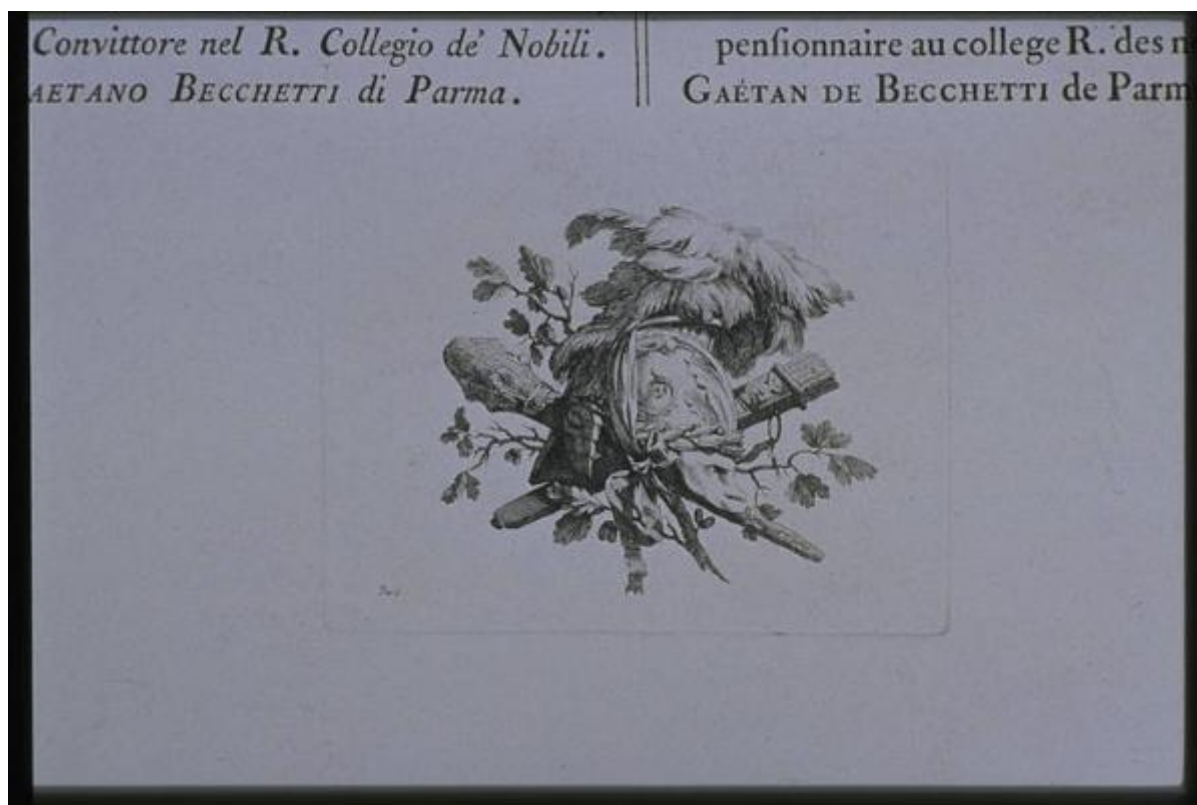 Convittore nel R. Collegio de' Nobili.
AETANO BECCHETTI di Parma.
penſionnaire au college R. des n
GAÉTAN DE BECCHETTI de Parm